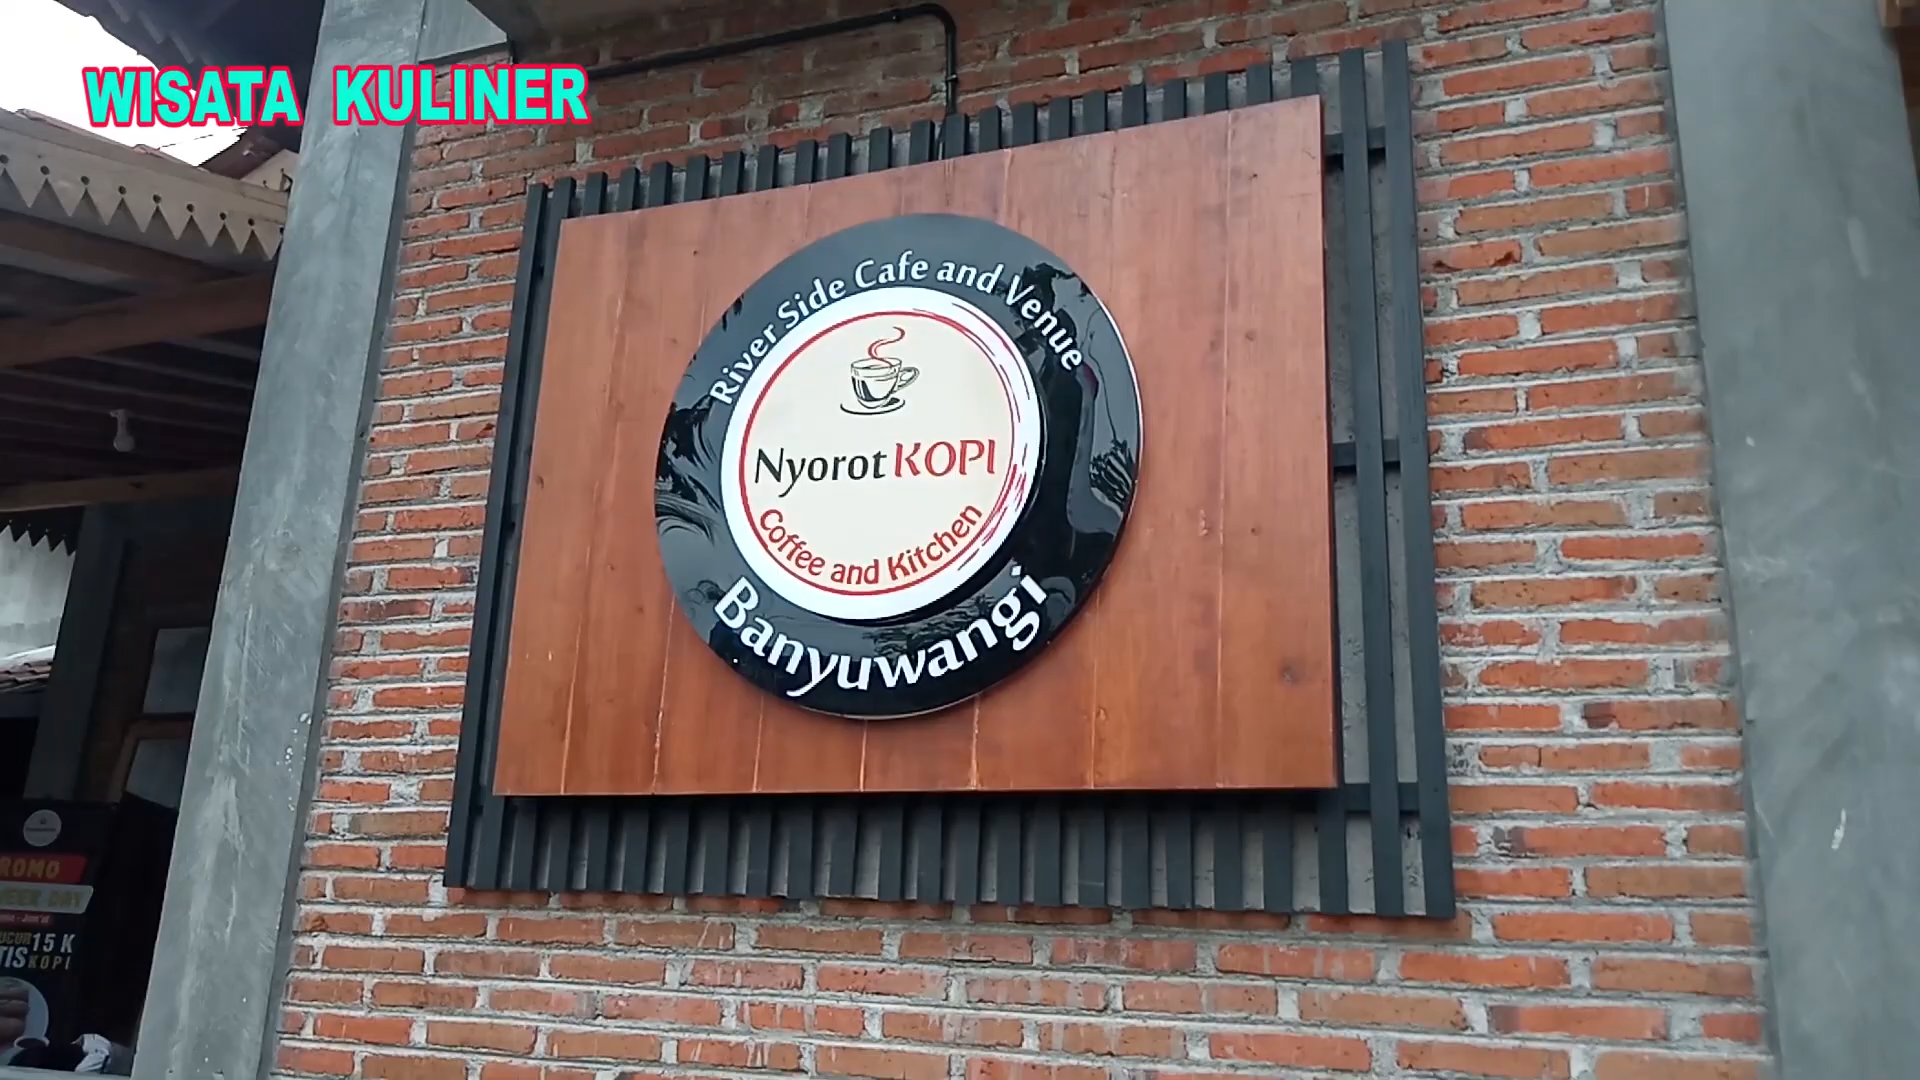 WISATA KULINER
River Side Cafe and Venue
Nyorot KOPI
Coffee and Kitchen
Banyuwangi
15 K
KOPI